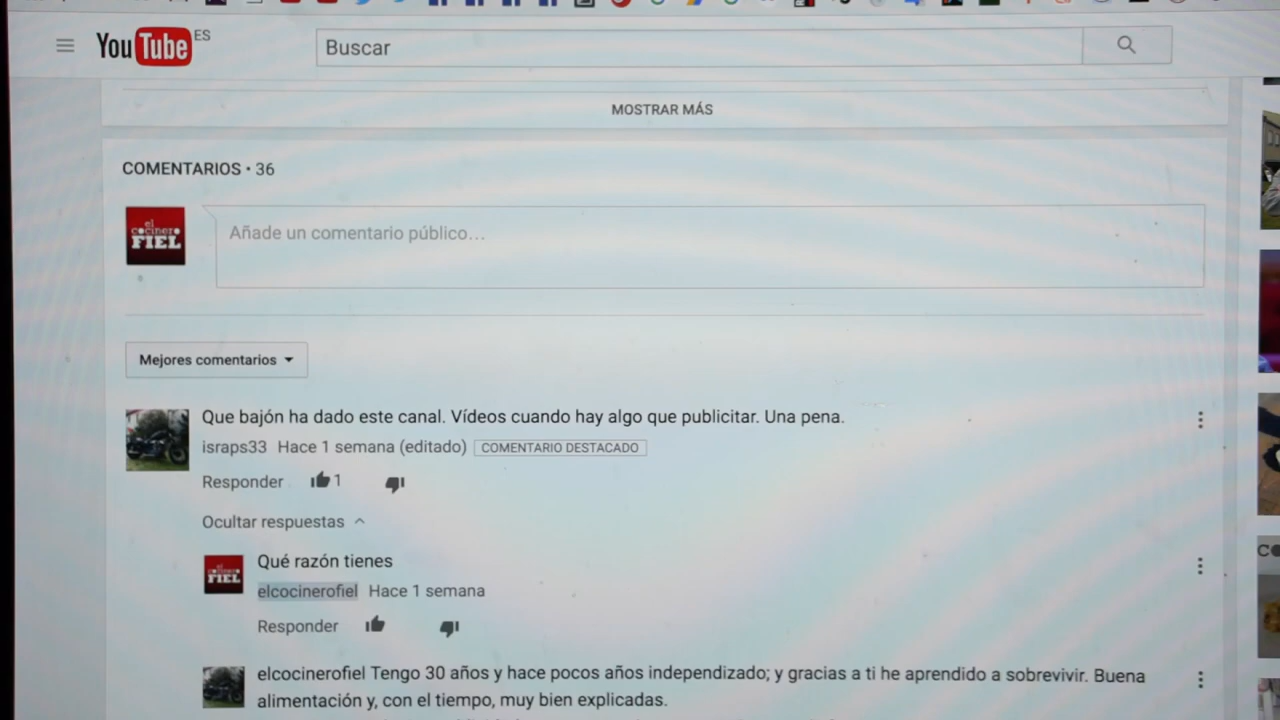 YouTube ES
Buscar
MOSTRAR MÁS
COMENTARIOS • 36
el cocinero FIEL
Añade un comentario público...
Mejores comentarios
Que bajón ha dado este canal. Vídeos cuando hay algo que publicitar. Una pena.
israps33 Hace 1 semana (editado) COMENTARIO DESTACADO
Responder 1
Ocultar respuestas
el cocinero FIEL
Qué razón tienes
elcocinerofiel Hace 1 semana
Responder
elcocinerofiel Tengo 30 años y hace pocos años independizado; y gracias a ti he aprendido a sobrevivir. Buena
alimentación y, con el tiempo, muy bien explicadas.